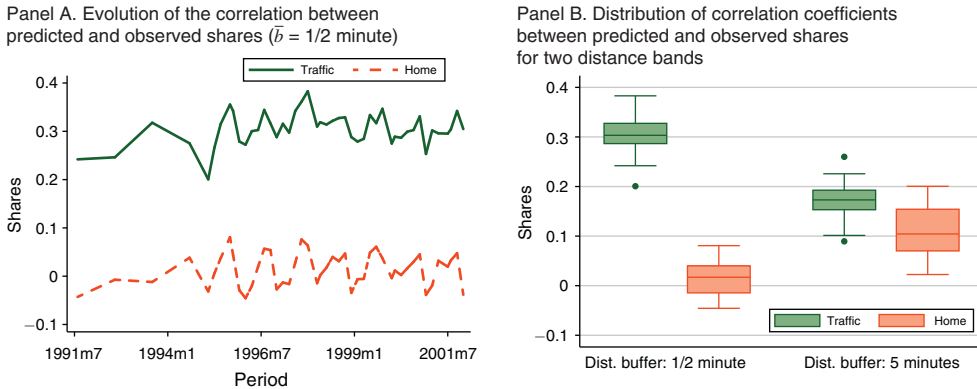 Panel A. Evolution of the correlation between
predicted and observed shares (b̄ = 1/2 minute)
Traffic
Home
0.4
0.3
0.2
0.1
0
−0.1
Shares
1991m7
1994m1
1996m7
1999m1
2001m7
Period
Panel B. Distribution of correlation coefficients
between predicted and observed shares
for two distance bands
0.4
0.3
0.2
0.1
0
−0.1
Shares
Traffic
Home
Dist. buffer: 1/2 minute
Dist. buffer: 5 minutes